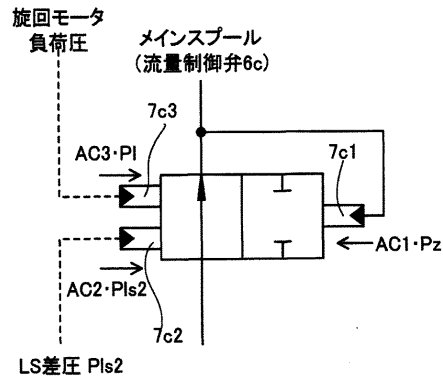 旋回モータ
負荷圧
メインスプール
(流量制御弁6c)
7c3
7c1
AC3・Pl
AC1・Pz
AC2・Pls2
7c2
LS差圧 Pls2